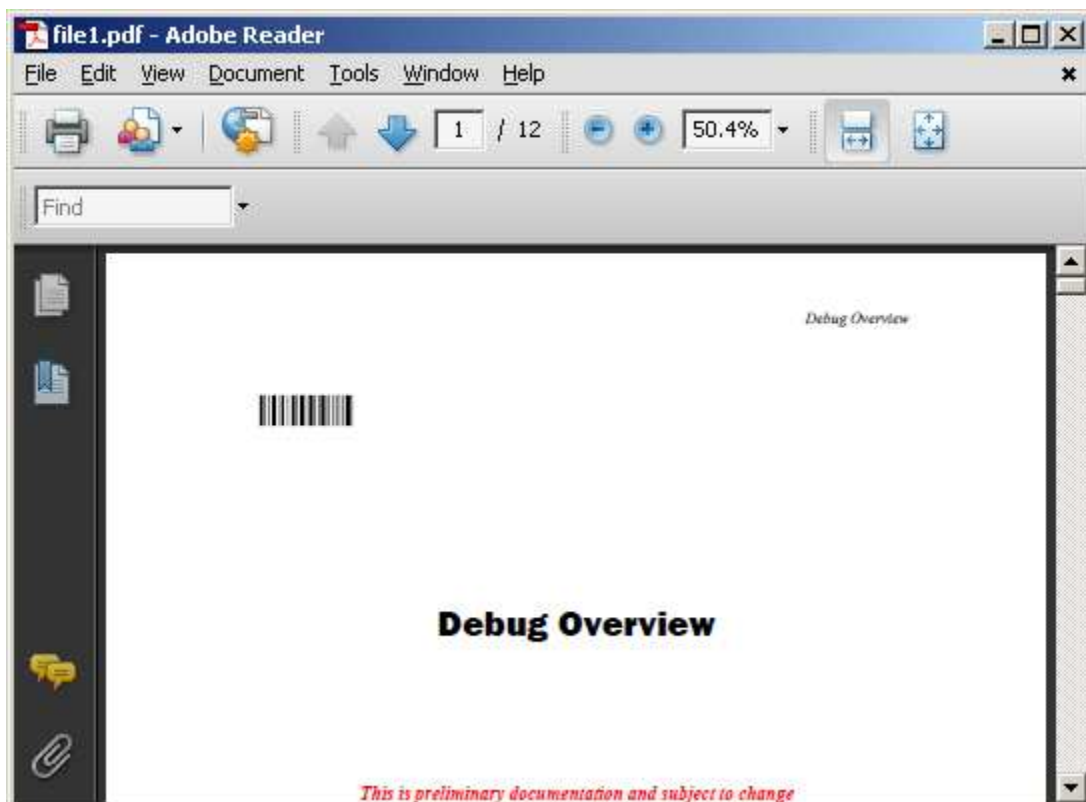 file1.pdf - Adobe Reader
File Edit View Document Tools Window Help
1 / 12 50.4%
Find
Debug Overview
Debug Overview
This is preliminary documentation and subject to change